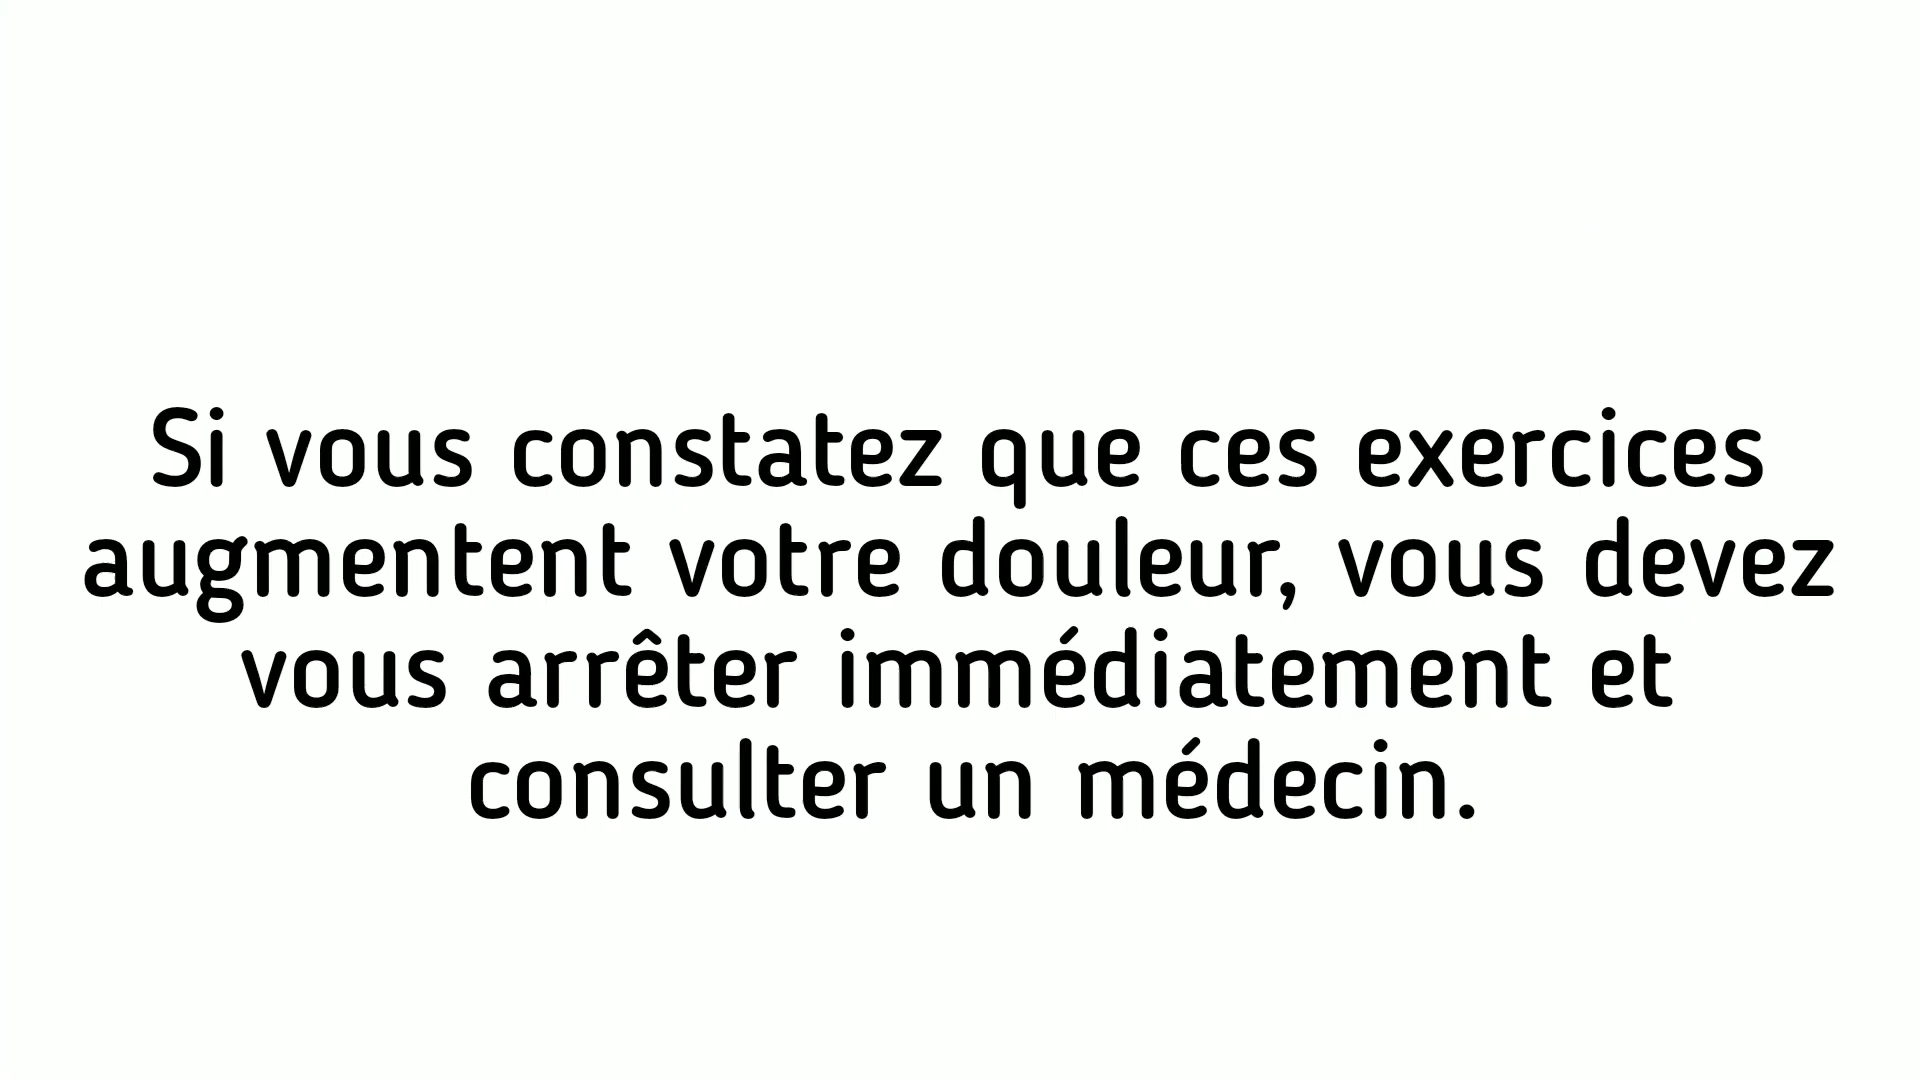 Si vous constatez que ces exercices
augmentent votre douleur, vous devez
vous arrêter immédiatement et
consulter un médecin.